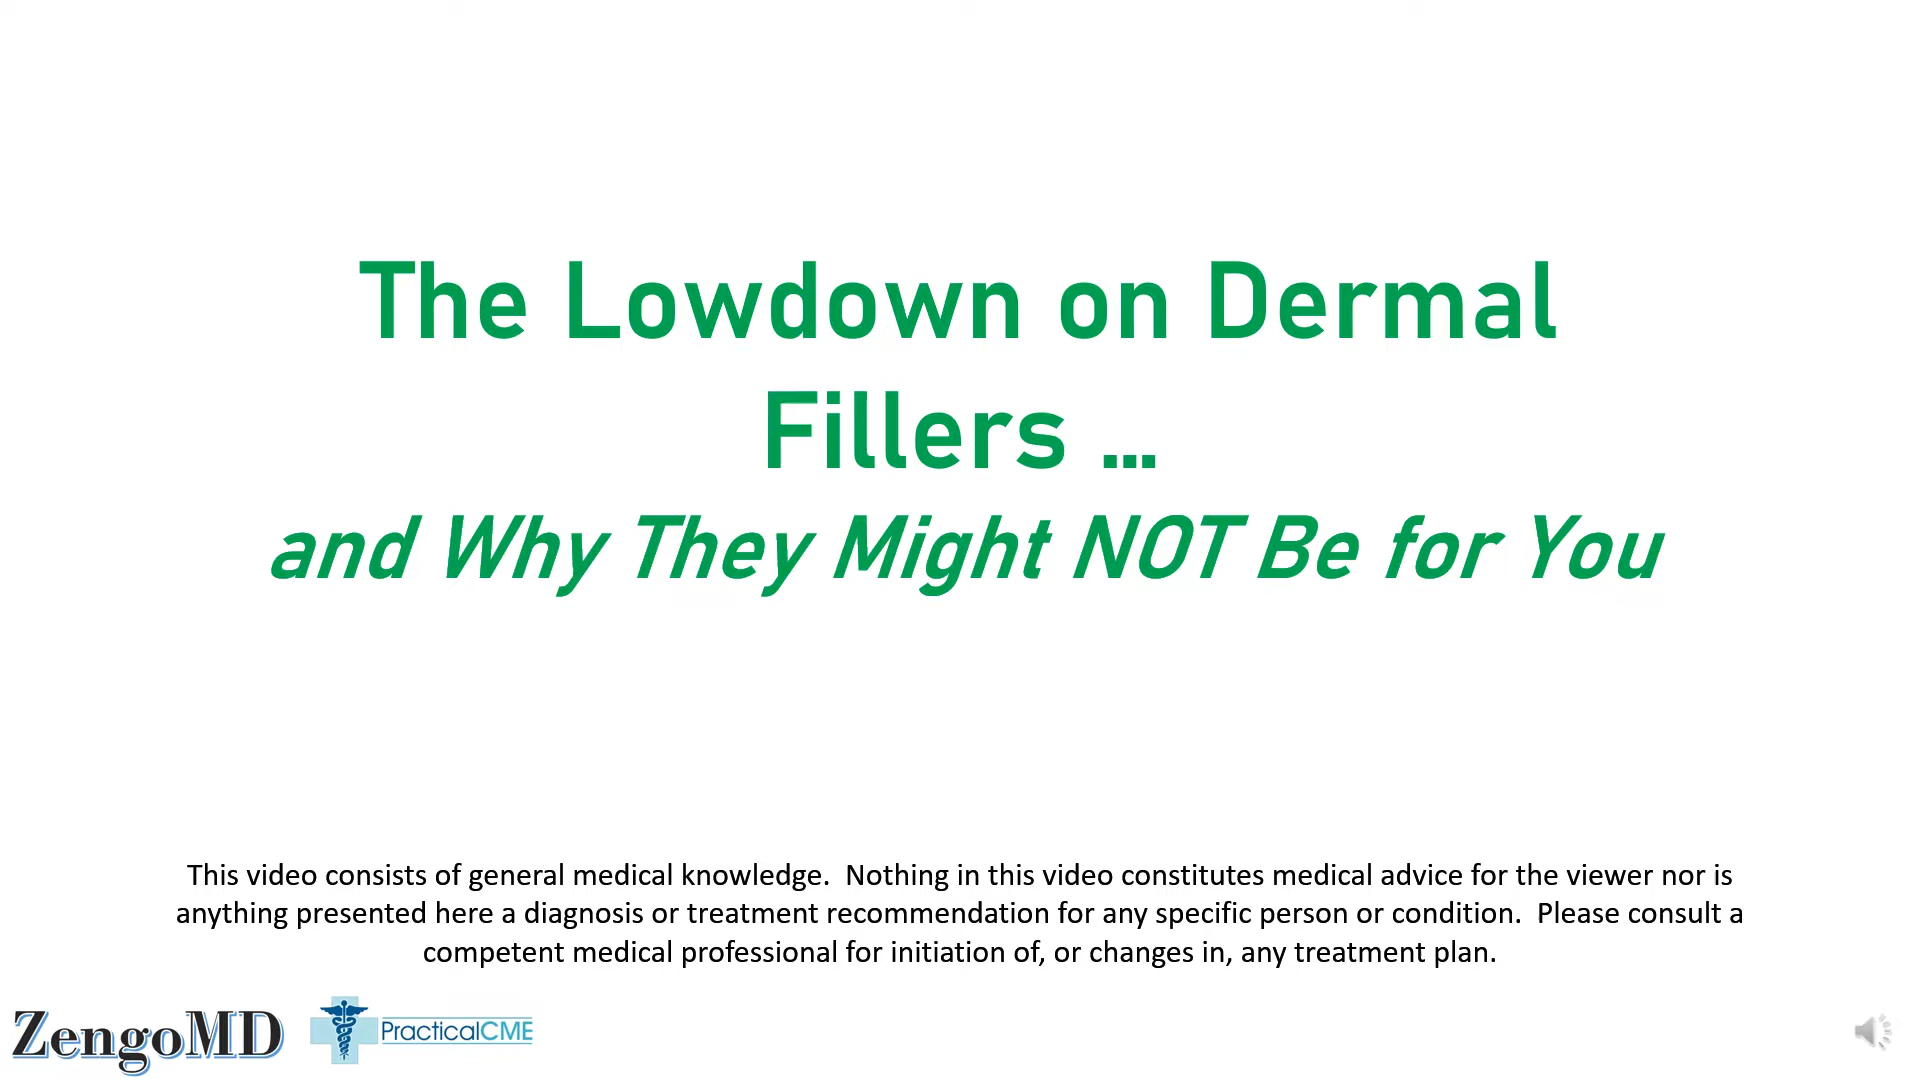 The Lowdown on Dermal
Fillers ...
and Why They Might NOT Be for You
This video consists of general medical knowledge.  Nothing in this video constitutes medical advice for the viewer nor is
anything presented here a diagnosis or treatment recommendation for any specific person or condition.  Please consult a
competent medical professional for initiation of, or changes in, any treatment plan.
ZengoMD
PracticalCME